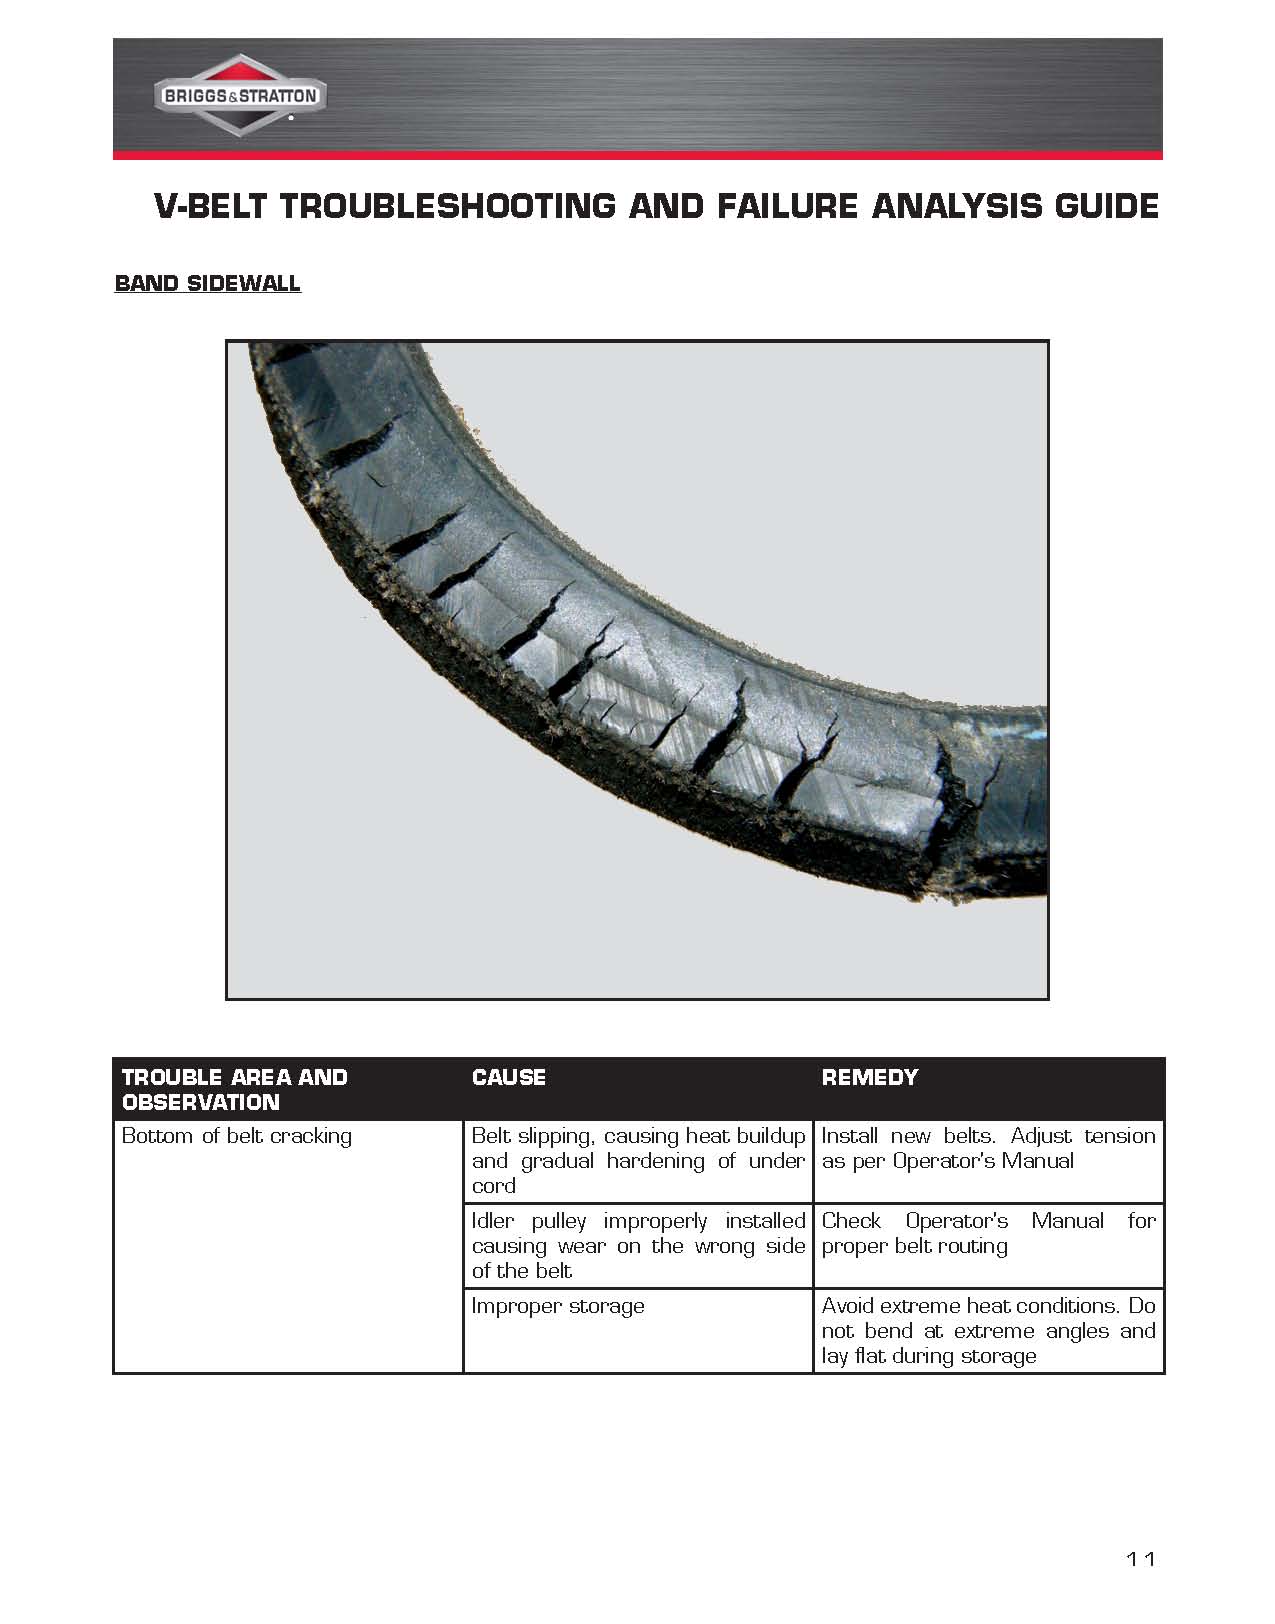 BRIGGS&STRATTON
V-BELT TROUBLESHOOTING AND FAILURE ANALYSIS GUIDE
BAND SIDEWALL
TROUBLE AREA AND
OBSERVATION
CAUSE
REMEDY
Bottom of belt cracking
Belt slipping, causing heat buildup
and gradual hardening of under
cord
Install new belts. Adjust tension
as per Operator's Manual
Idler pulley improperly installed
causing wear on the wrong side
of the belt
Check Operator's Manual for
proper belt routing
Improper storage
Avoid extreme heat conditions. Do
not bend at extreme angles and
lay flat during storage
11